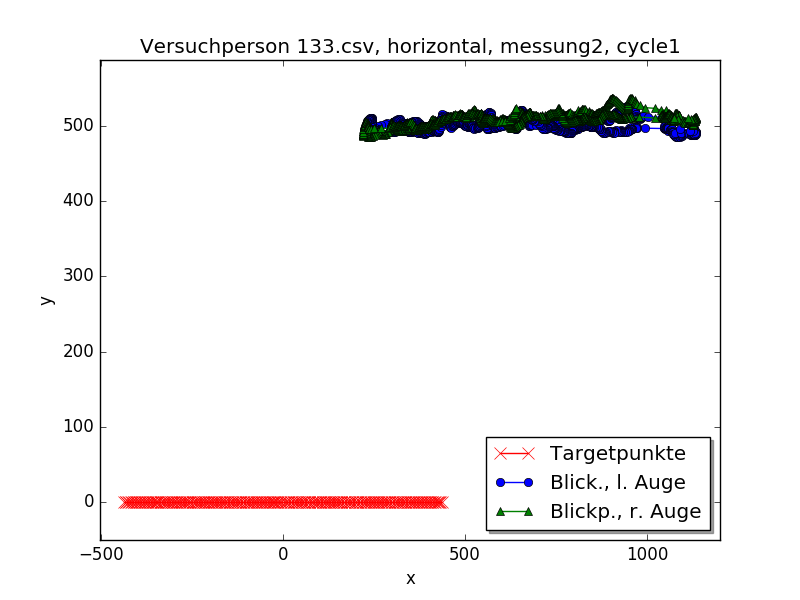 Versuchperson 133.csv, horizontal, messung2, cycle1
500
400
300
200
100
0
y
−500
0
500
1000
x
Targetpunkte
Blick., l. Auge
Blickp., r. Auge